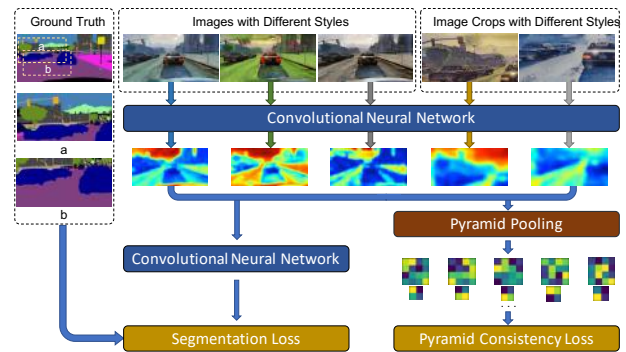 Ground Truth
Images with Different Styles
Image Crops with Different Styles
a
b
Convolutional Neural Network
a
b
Pyramid Pooling
Convolutional Neural Network
...
Segmentation Loss
Pyramid Consistency Loss